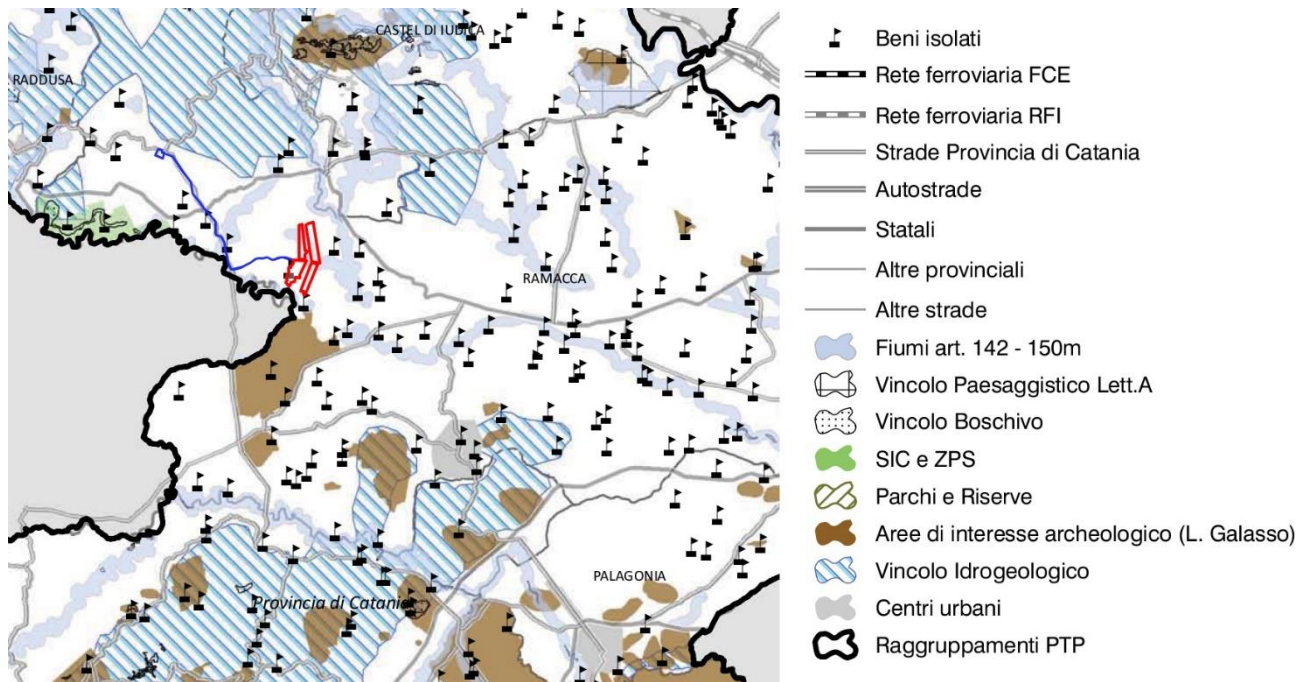 CASTEL DI IUDICA
RADDUSA
RAMACCA
PALAGONIA
Provincia di Catania
Beni isolati
Rete ferroviaria FCE
Rete ferroviaria RFI
Strade Provincia di Catania
Autostrade
Statali
Altre provinciali
Altre strade
Fiumi art. 142 - 150m
Vincolo Paesaggistico Lett.A
Vincolo Boschivo
SIC e ZPS
Parchi e Riserve
Aree di interesse archeologico (L. Galasso)
Vincolo Idrogeologico
Centri urbani
Raggruppamenti PTP